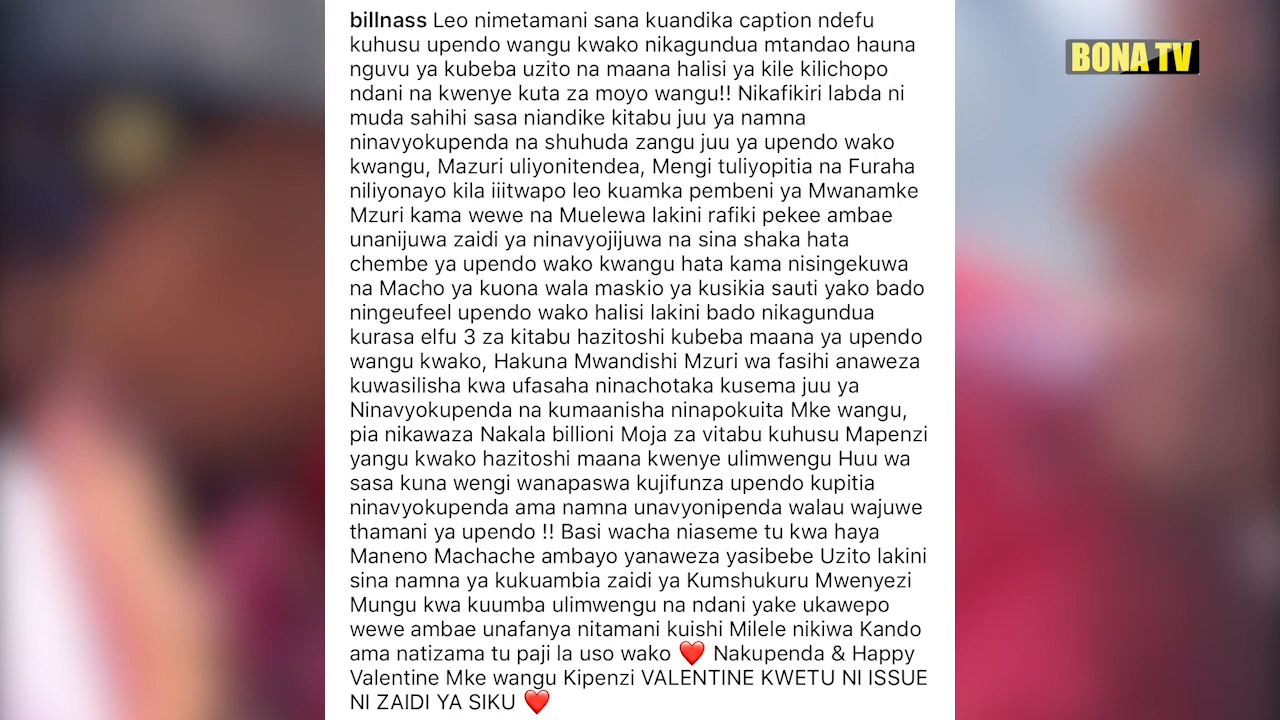 billnass Leo nimetamani sana kuandika caption ndefu
kuhusu upendo wangu kwako nikagundua mtandao hauna
nguvu ya kubeba uzito na maana halisi ya kile kilichopo
ndani na kwenye kuta za moyo wangu!! Nikafikiri labda ni
muda sahihi sasa niandike kitabu juu ya namna
ninavyokupenda na shuhuda zangu juu ya upendo wako
kwangu, Mazuri uliyonitendea, Mengi tuliyopitia na Furaha
niliyonayo kila iiitwapo leo kuamka pembeni ya Mwanamke
Mzuri kama wewe na Muelewa lakini rafiki pekee ambae
unanijuwa zaidi ya ninavyojijuwa na sina shaka hata
chembe ya upendo wako kwangu hata kama nisingekuwa
na Macho ya kuona wala maskio ya kusikia sauti yako bado
ningeufeel upendo wako halisi lakini bado nikagundua
kurasa elfu 3 za kitabu hazitoshi kubeba maana ya upendo
wangu kwako, Hakuna Mwandishi Mzuri wa fasihi anaweza
kuwasilisha kwa ufasaha ninachotaka kusema juu ya
Ninavyokupenda na kumaanisha ninapokuita Mke wangu,
pia nikawaza Nakala billioni Moja za vitabu kuhusu Mapenzi
yangu kwako hazitoshi maana kwenye ulimwengu Huu wa
sasa kuna wengi wanapaswa kujifunza upendo kupitia
ninavyokupenda ama namna unavyonipenda walau wajuwe
thamani ya upendo !! Basi wacha niaseme tu kwa haya
Maneno Machache ambayo yanaweza yasibebe Uzito lakini
sina namna ya kukuambia zaidi ya Kumshukuru Mwenyezi
Mungu kwa kuumba ulimwengu na ndani yake ukawepo
wewe ambae unafanya nitamani kuishi Milele nikiwa Kando
ama natizama tu paji la uso wako ❤️ Nakupenda & Happy
Valentine Mke wangu Kipenzi VALENTINE KWETU NI ISSUE
NI ZAIDI YA SIKU ❤️
BONA TV